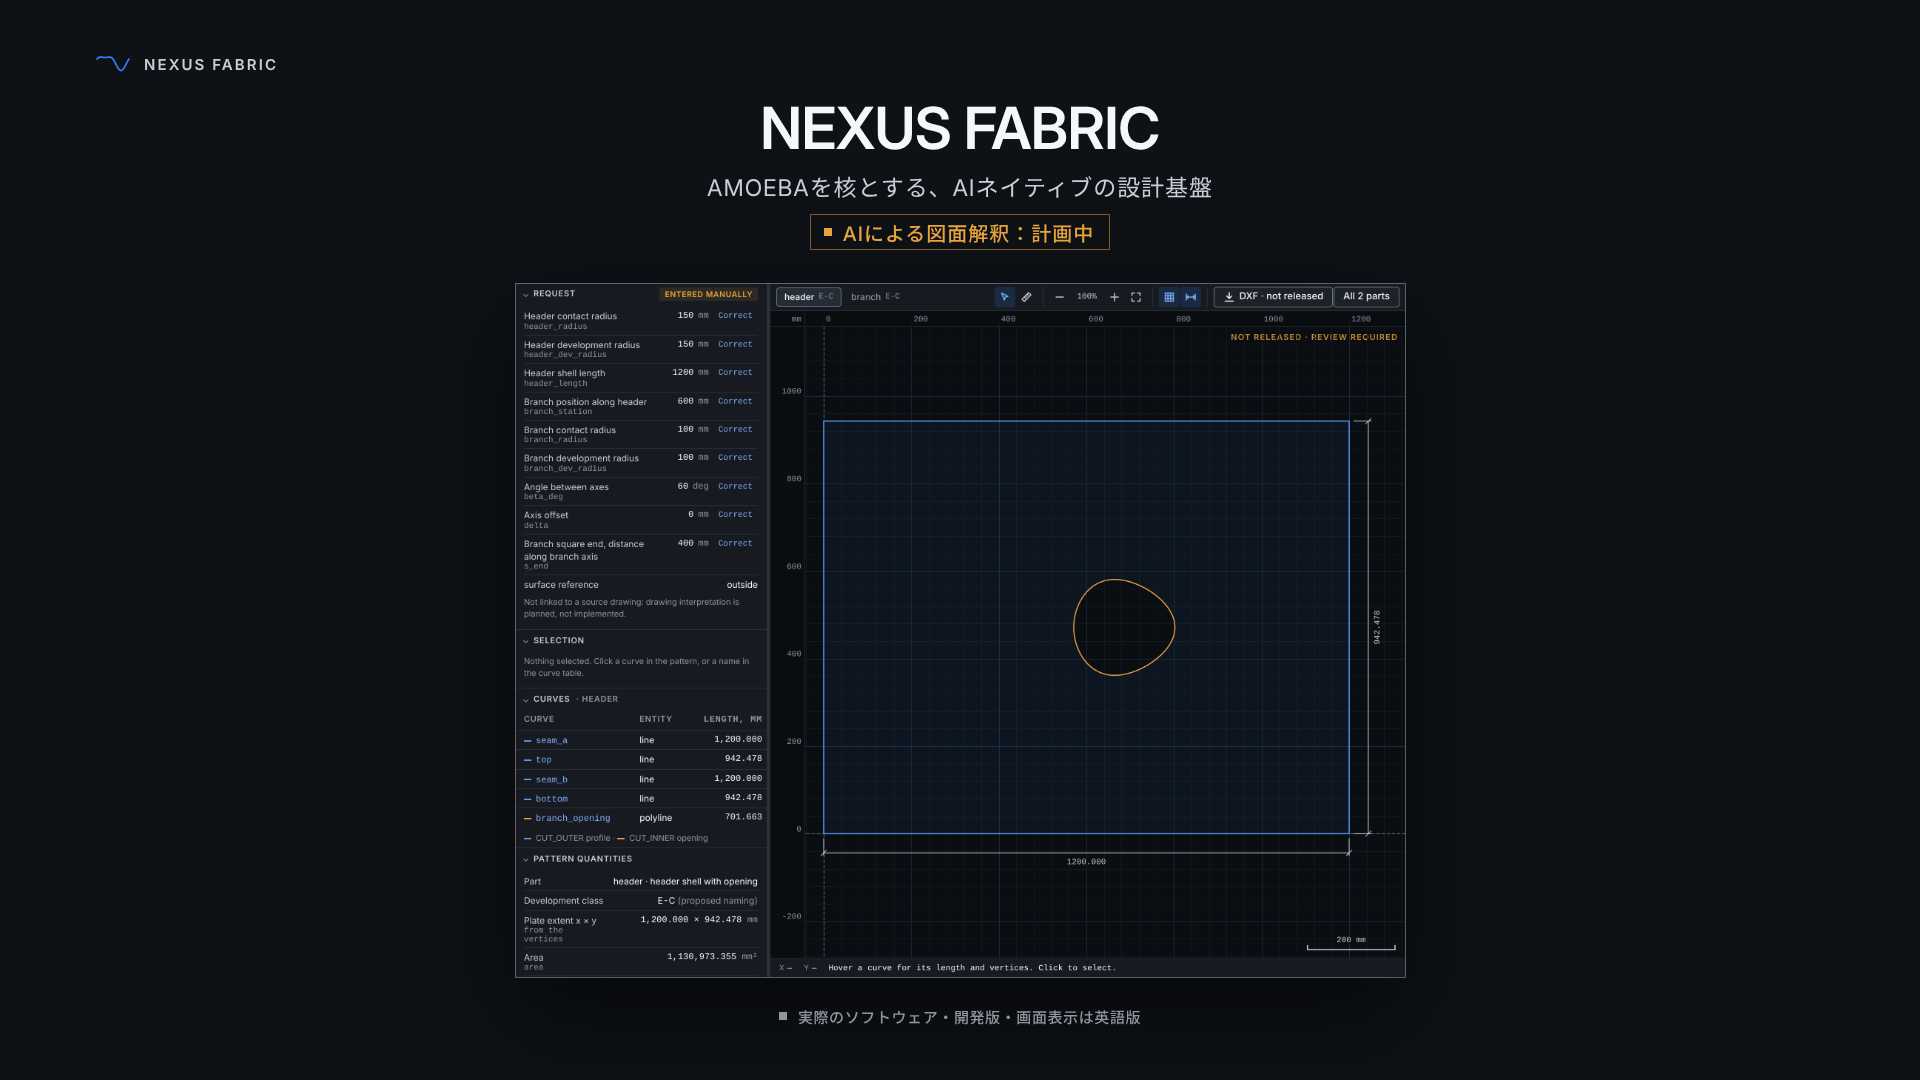 NEXUS FABRIC
NEXUS FABRIC
AMOEBAを核とする、AIネイティブの設計基盤
AIによる図面解釈：計画中
REQUEST ENTERED MANUALLY
Header contact radius 150 mm Correct
header_radius
Header development radius 150 mm Correct
header_dev_radius
Header shell length 1200 mm Correct
header_length
Branch position along header 600 mm Correct
branch_station
Branch contact radius 100 mm Correct
branch_radius
Branch development radius 100 mm Correct
branch_dev_radius
Angle between axes 60 deg Correct
beta_deg
Axis offset 0 mm Correct
delta
Branch square end, distance 400 mm Correct
along branch axis
s_end
surface reference outside
Not linked to a source drawing: drawing interpretation is
planned, not implemented.
SELECTION
Nothing selected. Click a curve in the pattern, or a name in
the curve table.
CURVES · HEADER
CURVE ENTITY LENGTH, MM
seam_a line 1,200.000
top line 942.478
seam_b line 1,200.000
bottom line 942.478
branch_opening polyline 701.663
CUT_OUTER profile · CUT_INNER opening
PATTERN QUANTITIES
Part header · header shell with opening
Development class E-C (proposed naming)
Plate extent x × y 1,200.000 × 942.478 mm
from the
vertices
Area 1,130,973.355 mm²
area
header E-C branch E-C 100% DXF · not released All 2 parts
mm 0 200 400 600 800 1000 1200
NOT RELEASED · REVIEW REQUIRED
1000
800
600
400
200
0
-200
942.478
1200.000
200 mm
X – Y – Hover a curve for its length and vertices. Click to select.
実際のソフトウェア・開発版・画面表示は英語版